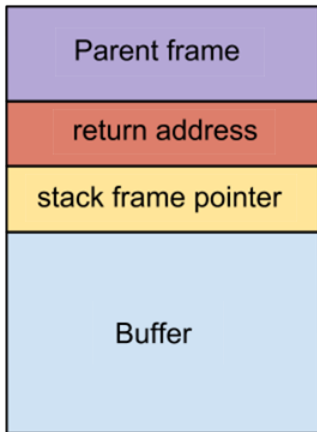 Parent frame
return address
stack frame pointer
Buffer